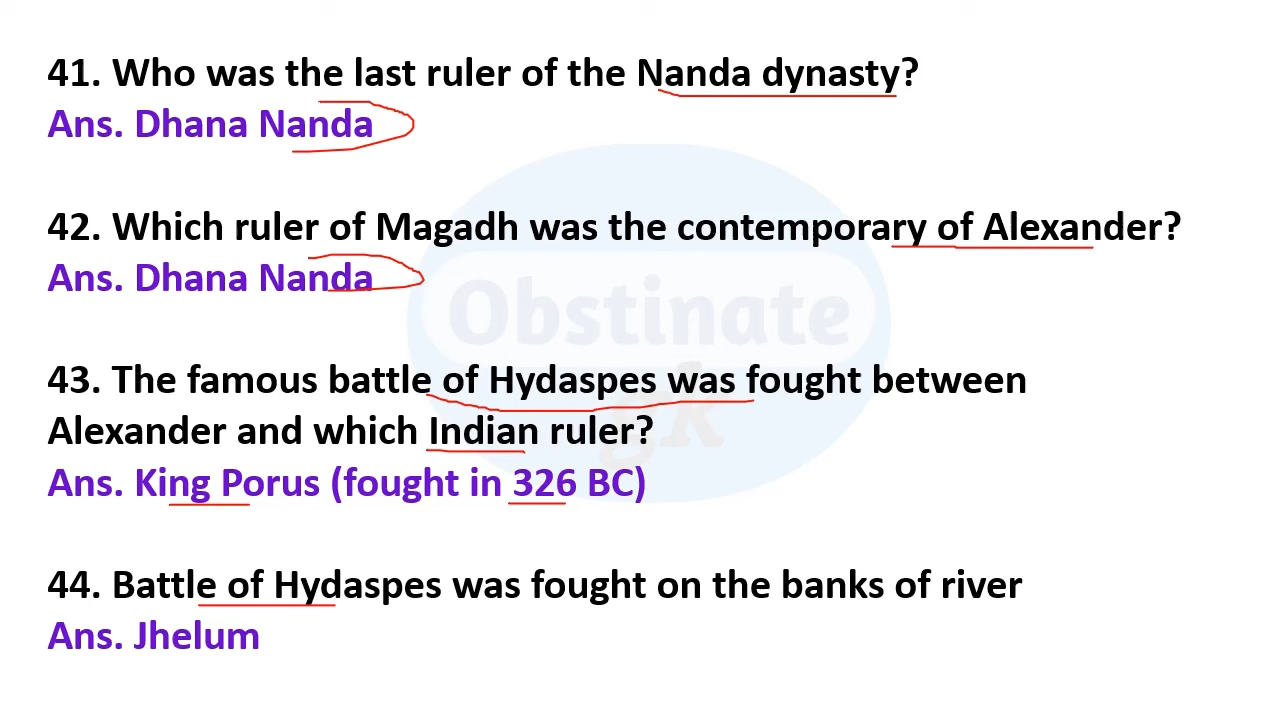 41. Who was the last ruler of the Nanda dynasty?
Ans. Dhana Nanda
42. Which ruler of Magadh was the contemporary of Alexander?
Ans. Dhana Nanda
Obstinate
gk
43. The famous battle of Hydaspes was fought between
Alexander and which Indian ruler?
Ans. King Porus (fought in 326 BC)
44. Battle of Hydaspes was fought on the banks of river
Ans. Jhelum